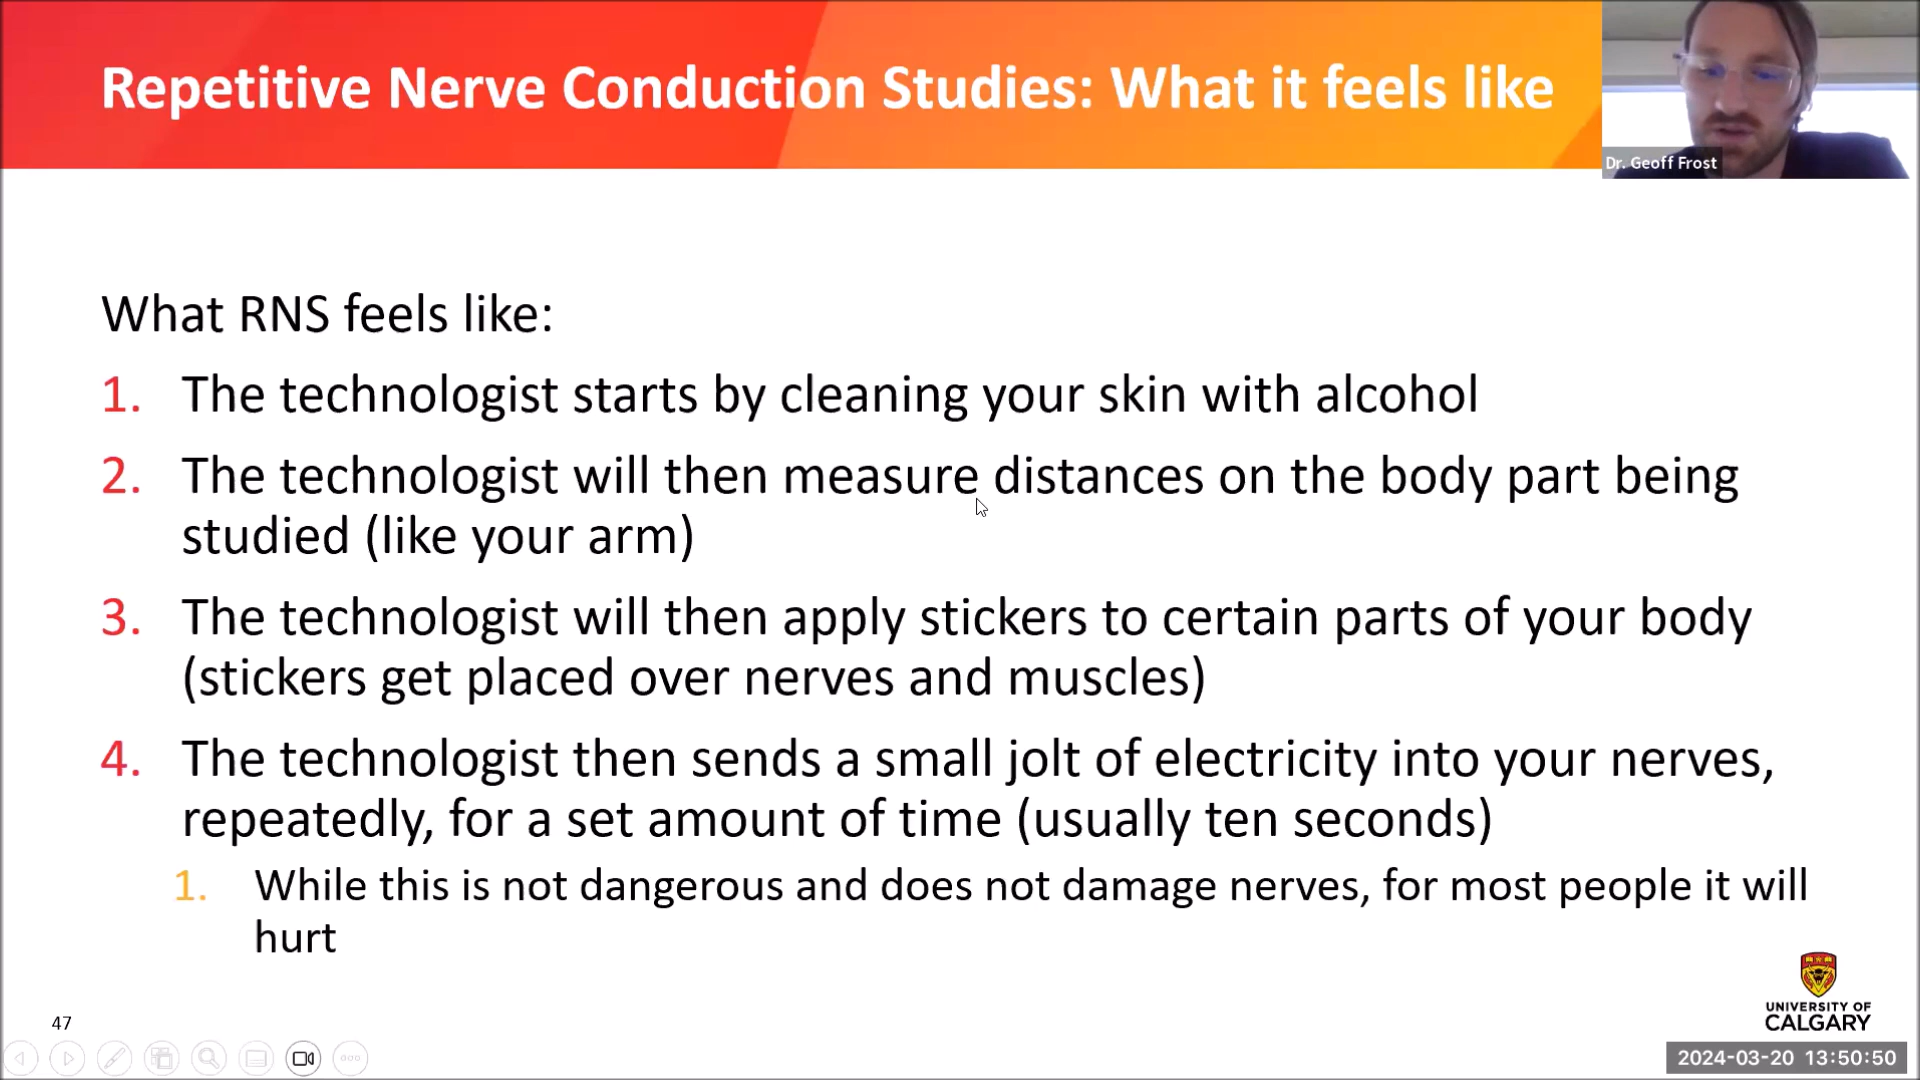 Repetitive Nerve Conduction Studies: What it feels like
Dr. Geoff Frost
What RNS feels like:
1. The technologist starts by cleaning your skin with alcohol
2. The technologist will then measure distances on the body part being
studied (like your arm)
3. The technologist will then apply stickers to certain parts of your body
(stickers get placed over nerves and muscles)
4. The technologist then sends a small jolt of electricity into your nerves,
repeatedly, for a set amount of time (usually ten seconds)
1. While this is not dangerous and does not damage nerves, for most people it will
hurt
UNIVERSITY OF
CALGARY
47
2024-03-20 13:50:50